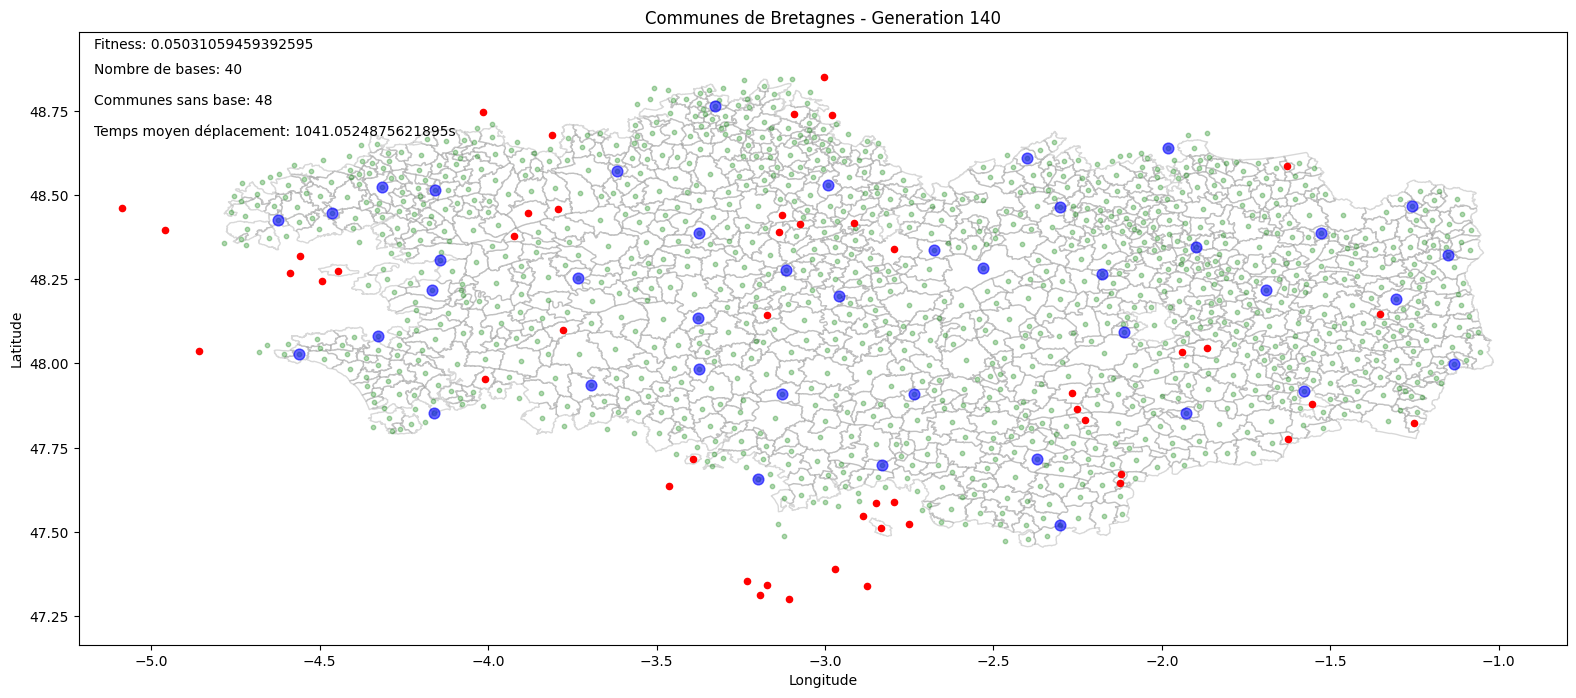 Communes de Bretagnes - Generation 140
Fitness: 0.05031059459392595
Nombre de bases: 40
Communes sans base: 48
Temps moyen déplacement: 1041.0524875621895s
Latitude
48.75
48.50
48.25
48.00
47.75
47.50
47.25
−5.0 −4.5 −4.0 −3.5 −3.0 −2.5 −2.0 −1.5 −1.0
Longitude